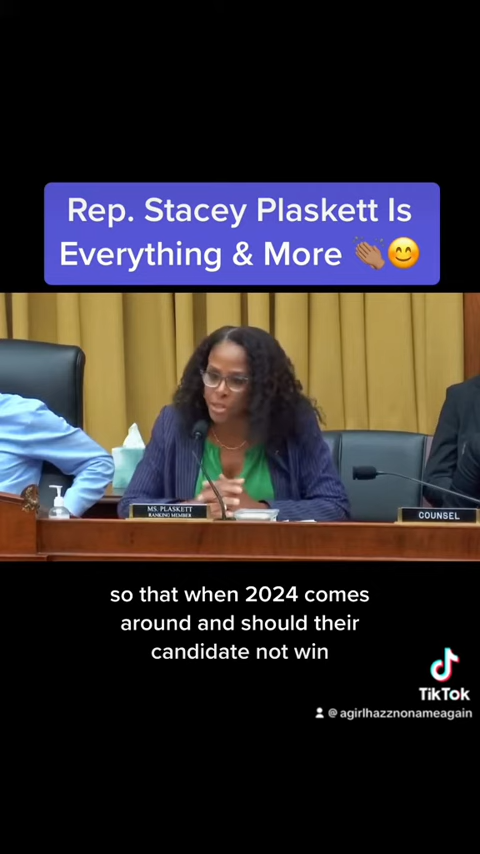 Rep. Stacey Plaskett Is
Everything & More 👏🏽😊
MS. PLASKETT
RANKING MEMBER
COUNSEL
so that when 2024 comes
around and should their
candidate not win
TikTok
@agirlhazznonameagain